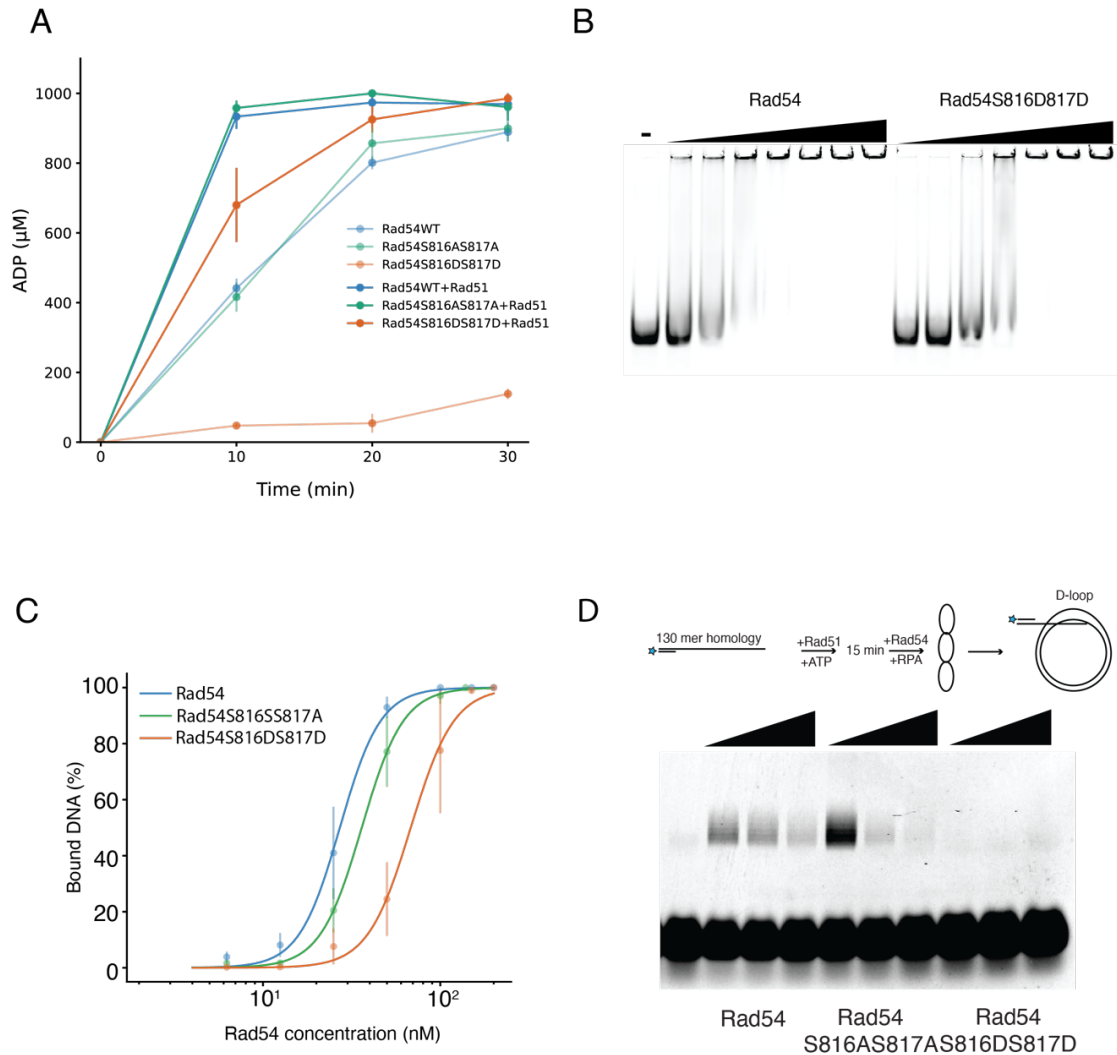 A
ADP (µM)
1000
800
600
400
200
0
0 10 20 30
Time (min)
Rad54WT
Rad54S816AS817A
Rad54S816DS817D
Rad54WT+Rad51
Rad54S816AS817A+Rad51
Rad54S816DS817D+Rad51
B
Rad54 Rad54S816D817D
-
C
Bound DNA (%)
100
80
60
40
20
0
Rad54
Rad54S816SS817A
Rad54S816DS817D
10¹ 10²
Rad54 concentration (nM)
D
D-loop
130 mer homology
+Rad51
+ATP
15 min
+Rad54
+RPA
Rad54 Rad54 Rad54
S816AS817AS816DS817D